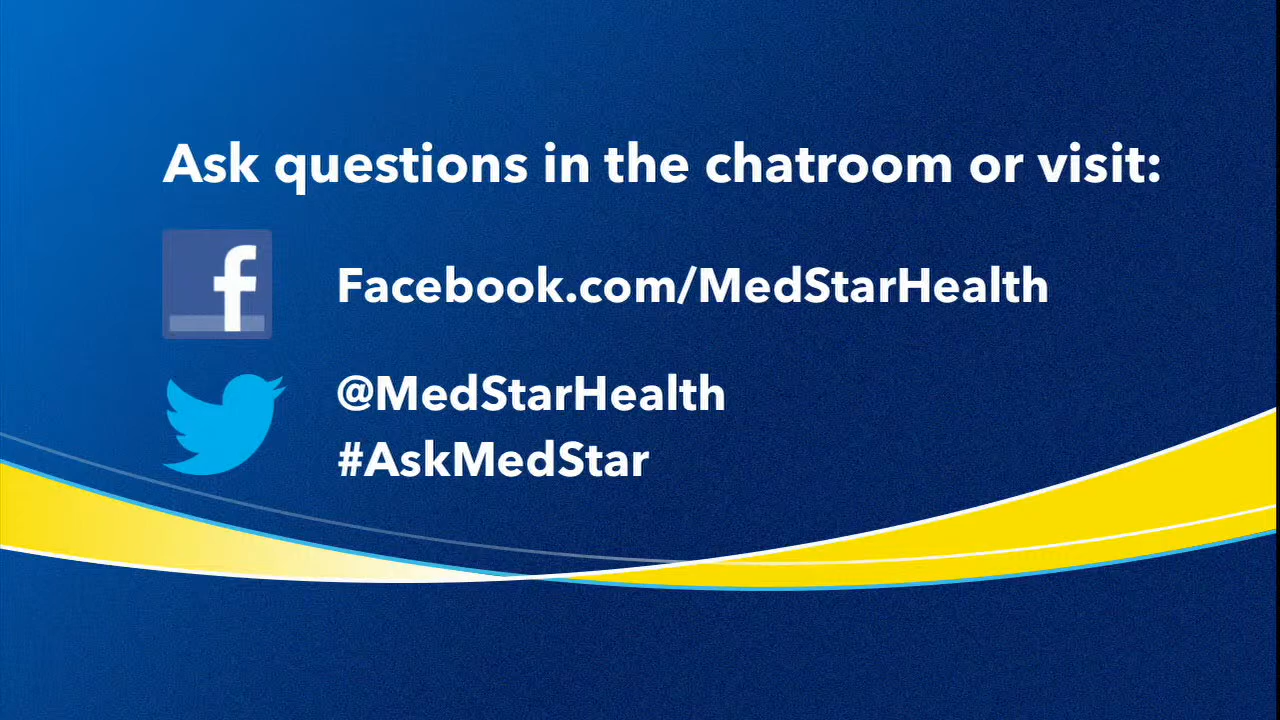 Ask questions in the chatroom or visit:
f
Facebook.com/MedStarHealth
@MedStarHealth
#AskMedStar